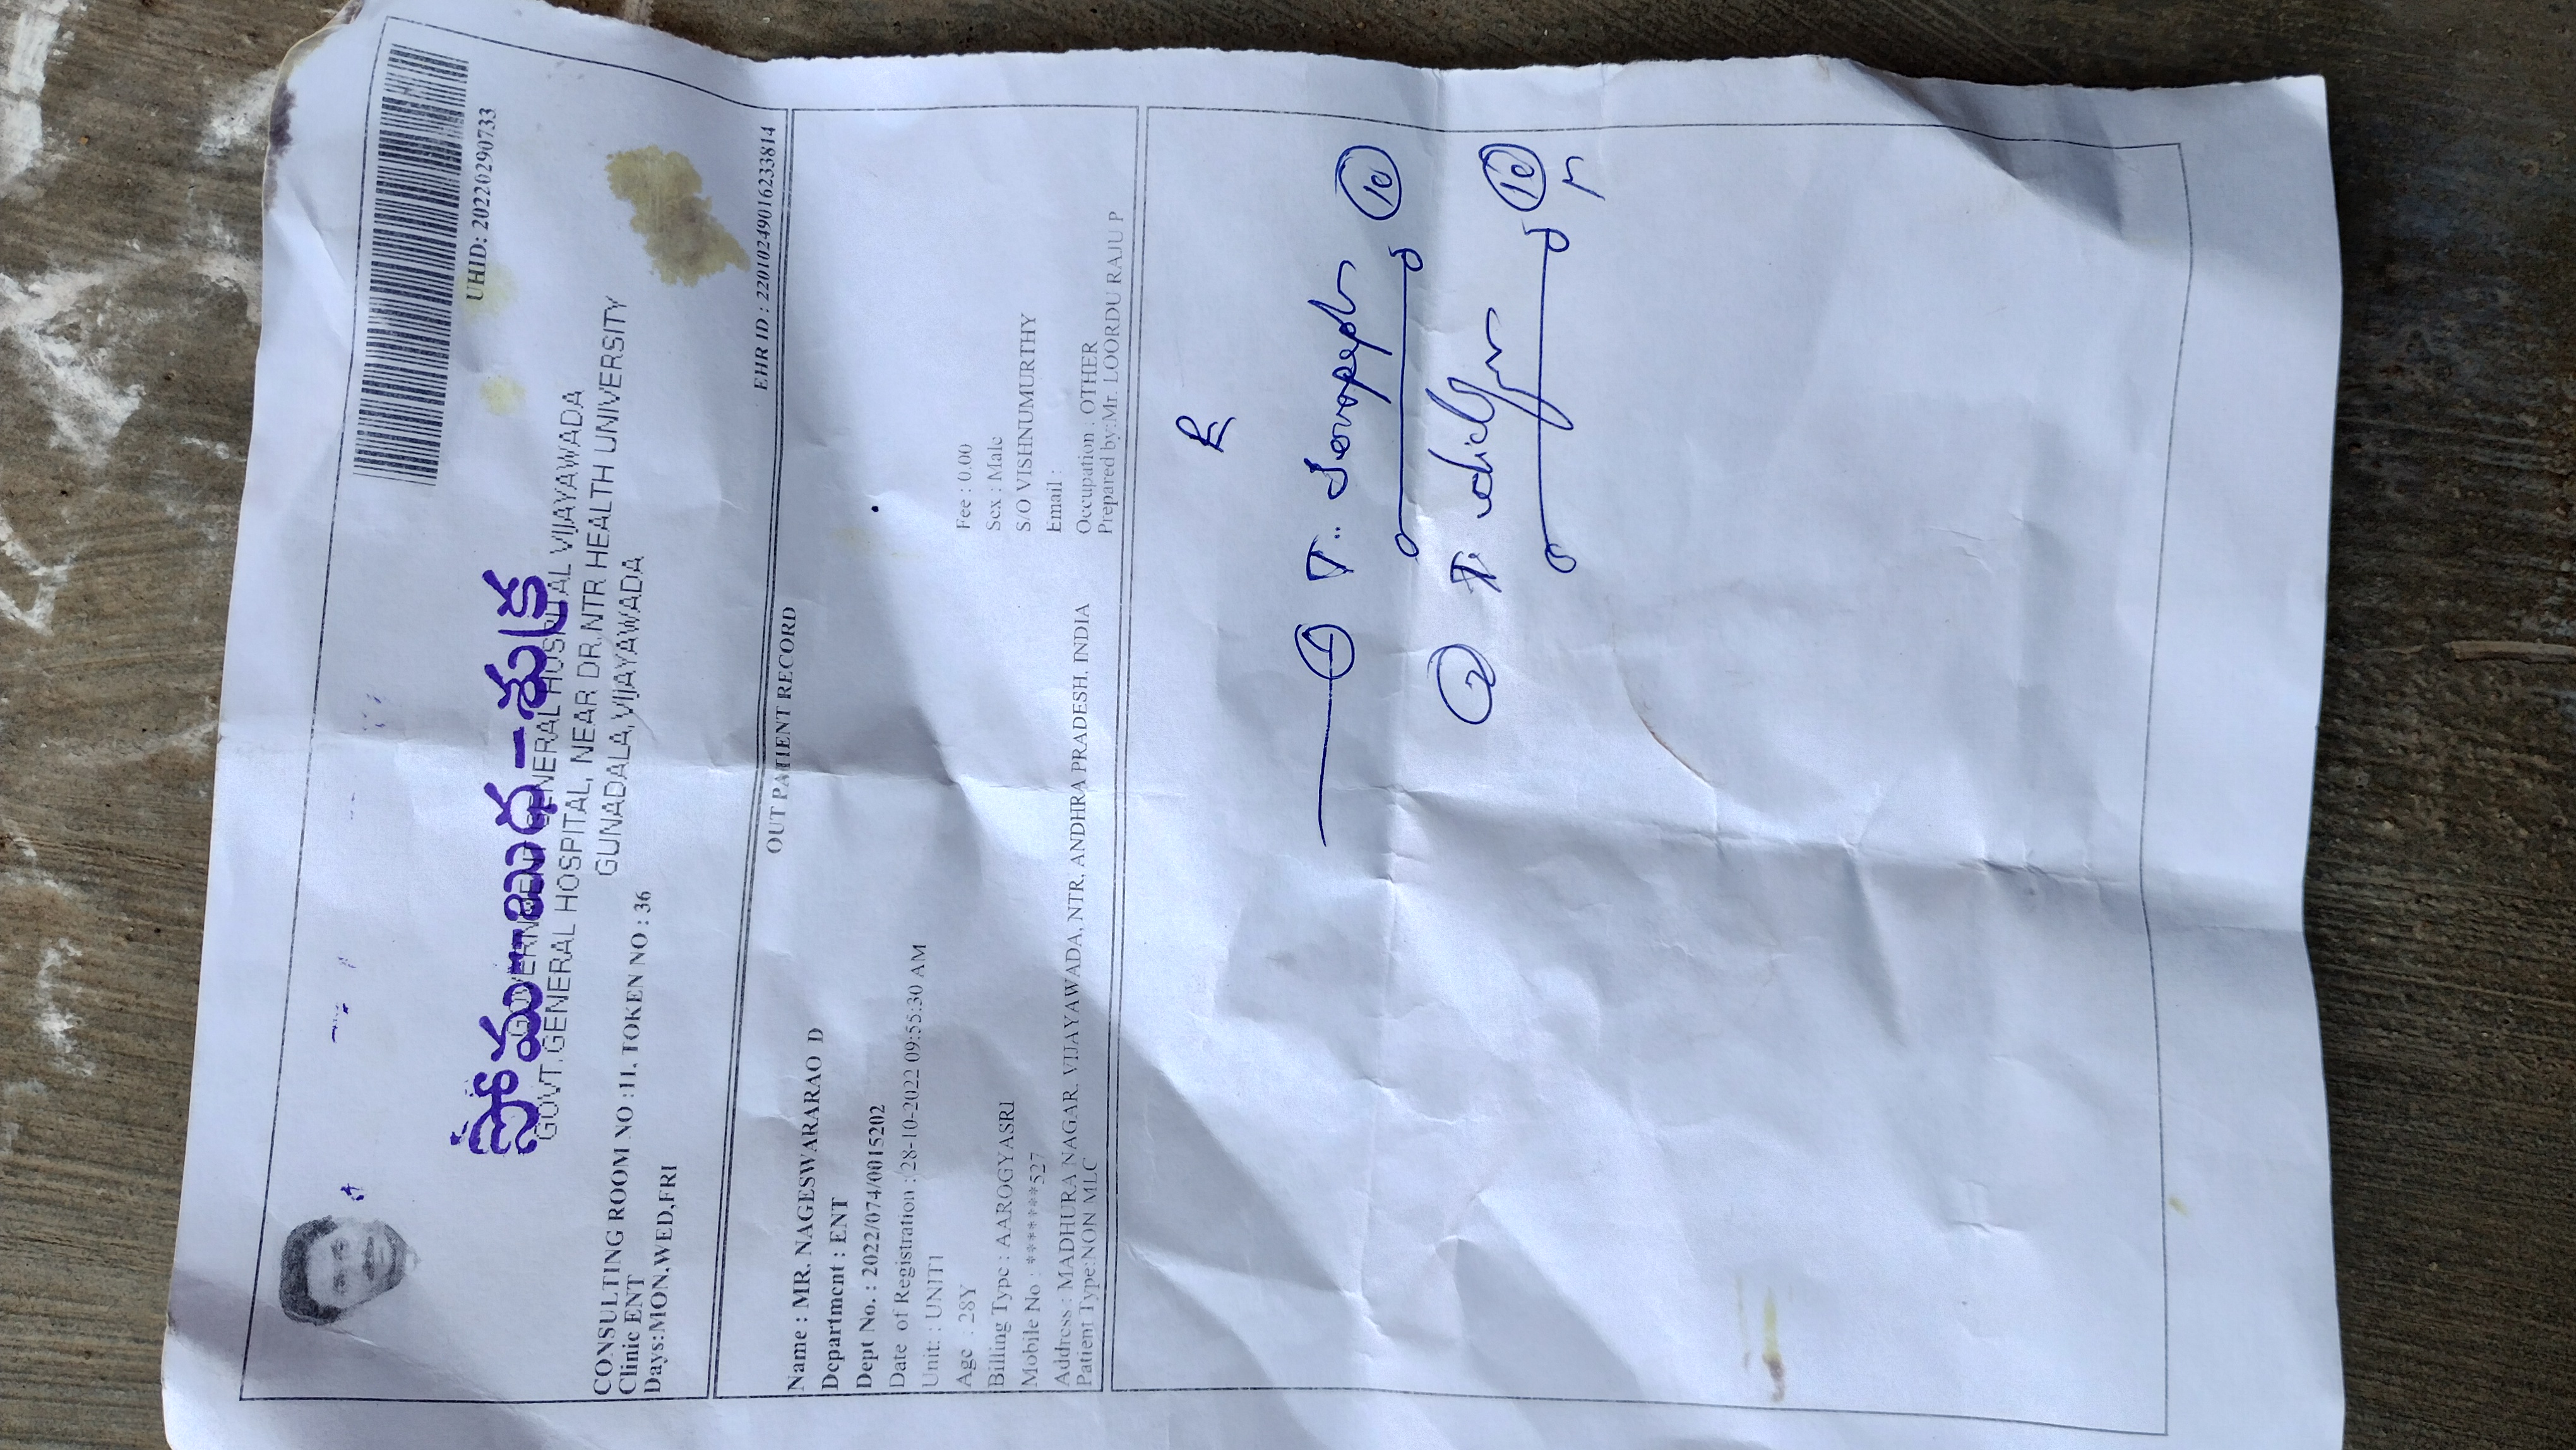 UHID: 20220290733
సోమ-బుధ-శుక్ర
GOVERNMENT GENERAL HOSPITAL VIJAYAWADA
GOVT.GENERAL HOSPITAL, NEAR DR.NTR HEALTH UNIVERSITY
GUNADALA,VIJAYAWADA
CONSULTING ROOM NO :11, TOKEN NO : 36
Clinic ENT
Days:MON,WED,FRI
EHR ID : 22010249016233814
OUT PATIENT RECORD
Name : MR. NAGESWARARAO D
Department : ENT
Dept No. : 2022/074/0015202
Date of Registration : 28-10-2022 09:55:30 AM
Unit: : UNIT1
Age : 28Y
Fee : 0.00
Billing Type : AAROGYASRI
Sex : Male
Mobile No : *******527
S/O VISHNUMURTHY
Email :
Address : MADHURA NAGAR, VIJAYAWADA, NTR, ANDHRA PRADESH, INDIA
Occupation : OTHER
Patient Type:NON MLC
Prepared by:Mr. LOORDU RAJU P
1 T.
10
2 T.
10